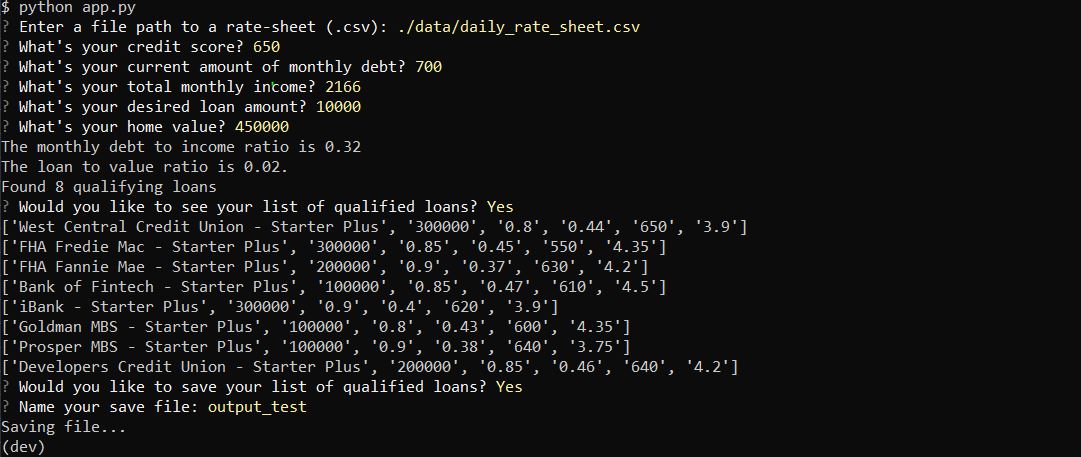 $ python app.py
? Enter a file path to a rate-sheet (.csv): ./data/daily_rate_sheet.csv
? What's your credit score? 650
? What's your current amount of monthly debt? 700
? What's your total monthly income? 2166
? What's your desired loan amount? 10000
? What's your home value? 450000
The monthly debt to income ratio is 0.32
The loan to value ratio is 0.02.
Found 8 qualifying loans
? Would you like to see your list of qualified loans? Yes
['West Central Credit Union - Starter Plus', '300000', '0.8', '0.44', '650', '3.9']
['FHA Fredie Mac - Starter Plus', '300000', '0.85', '0.45', '550', '4.35']
['FHA Fannie Mae - Starter Plus', '200000', '0.9', '0.37', '630', '4.2']
['Bank of Fintech - Starter Plus', '100000', '0.85', '0.47', '610', '4.5']
['iBank - Starter Plus', '300000', '0.9', '0.4', '620', '3.9']
['Goldman MBS - Starter Plus', '100000', '0.8', '0.43', '600', '4.35']
['Prosper MBS - Starter Plus', '100000', '0.9', '0.38', '640', '3.75']
['Developers Credit Union - Starter Plus', '200000', '0.85', '0.46', '640', '4.2']
? Would you like to save your list of qualified loans? Yes
? Name your save file: output_test
Saving file...
(dev)